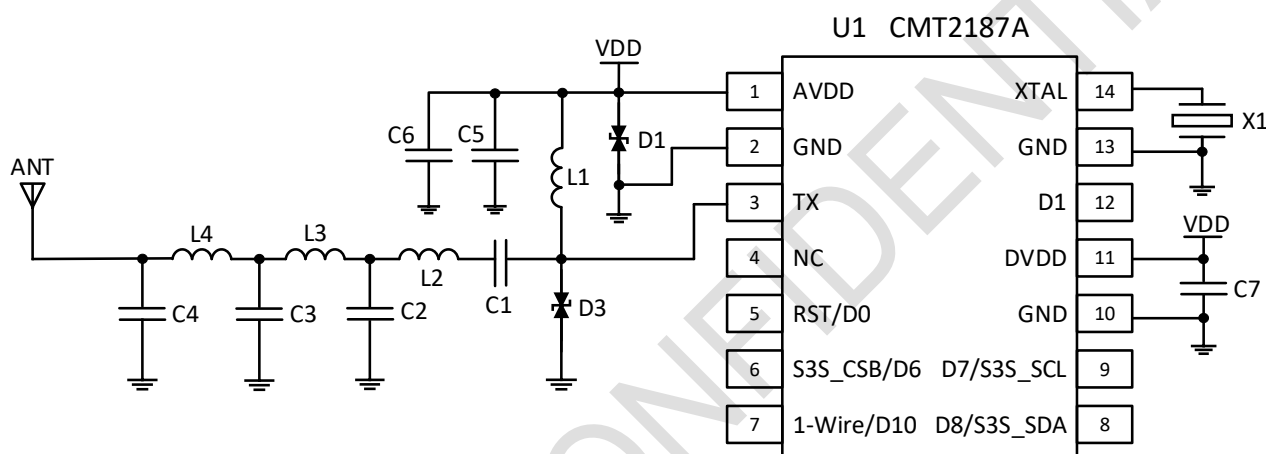 U1 CMT2187A
VDD
1 AVDD XTAL 14
X1
C6 C5 D1
2 GND GND 13
ANT
L1
3 TX D1 12
L4 L3
VDD
4 NC DVDD 11
L2
C1
C7
C4 C3 C2 D3
5 RST/D0 GND 10
6 S3S_CSB/D6 D7/S3S_SCL 9
7 1-Wire/D10 D8/S3S_SDA 8